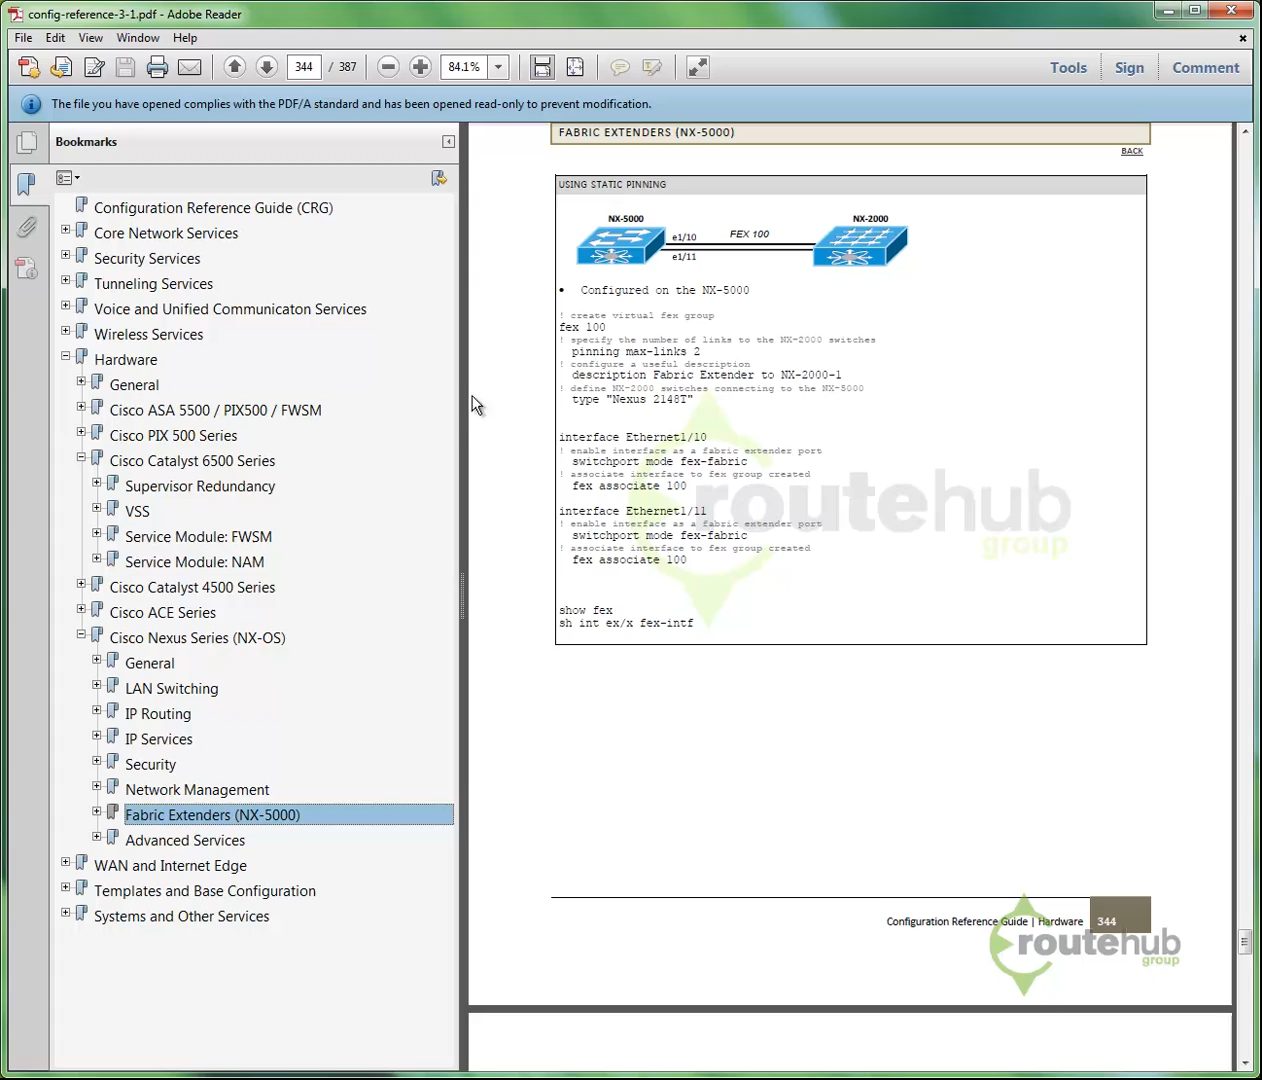 config-reference-3-1.pdf - Adobe Reader
File Edit View Window Help
344 / 387 84.1% Tools Sign Comment
The file you have opened complies with the PDF/A standard and has been opened read-only to prevent modification.
Bookmarks
Configuration Reference Guide (CRG)
Core Network Services
Security Services
Tunneling Services
Voice and Unified Communicaton Services
Wireless Services
Hardware
General
Cisco ASA 5500 / PIX500 / FWSM
Cisco PIX 500 Series
Cisco Catalyst 6500 Series
Supervisor Redundancy
VSS
Service Module: FWSM
Service Module: NAM
Cisco Catalyst 4500 Series
Cisco ACE Series
Cisco Nexus Series (NX-OS)
General
LAN Switching
IP Routing
IP Services
Security
Network Management
Fabric Extenders (NX-5000)
Advanced Services
WAN and Internet Edge
Templates and Base Configuration
Systems and Other Services
FABRIC EXTENDERS (NX-5000)
BACK
USING STATIC PINNING
NX-5000 NX-2000
e1/10 FEX 100
e1/11
• Configured on the NX-5000
! create virtual fex group
fex 100
! specify the number of links to the NX-2000 switches
pinning max-links 2
! configure a useful description
description Fabric Extender to NX-2000-1
! define NX-2000 switches connecting to the NX-5000
type "Nexus 2148T"
interface Ethernet1/10
! enable interface as a fabric extender port
switchport mode fex-fabric
! associate interface to fex group created
fex associate 100
interface Ethernet1/11
! enable interface as a fabric extender port
switchport mode fex-fabric
! associate interface to fex group created
fex associate 100
show fex
sh int ex/x fex-intf
routehub
group
Configuration Reference Guide | Hardware 344
routehub
group